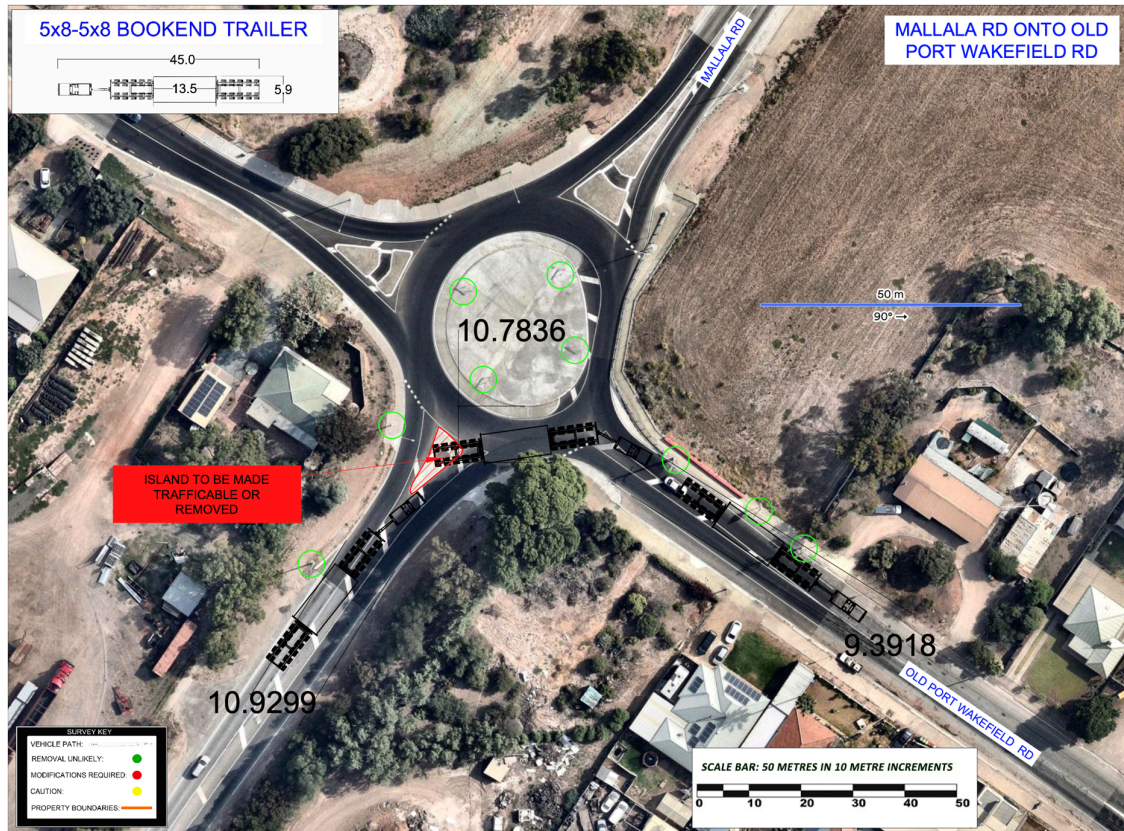 5x8-5x8 BOOKEND TRAILER
45.0
13.5
5.9
MALLALA RD
MALLALA RD ONTO OLD
PORT WAKEFIELD RD
50 m
90° →
10.7836
ISLAND TO BE MADE
TRAFFICABLE OR
REMOVED
9.3918
10.9299
OLD PORT WAKEFIELD RD
SURVEY KEY
VEHICLE PATH:
REMOVAL UNLIKELY:
MODIFICATIONS REQUIRED:
CAUTION:
PROPERTY BOUNDARIES:
SCALE BAR: 50 METRES IN 10 METRE INCREMENTS
0 10 20 30 40 50